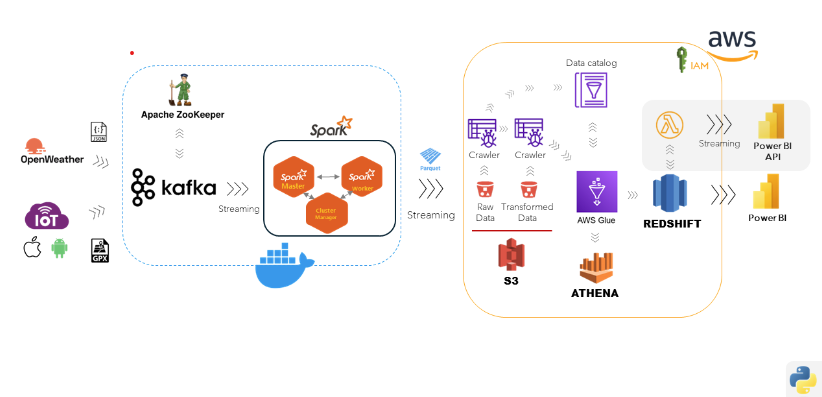 aws
IAM
Data catalog
Apache ZooKeeper
{;}
JSON
Spark
OpenWeather
Parquet
Crawler
Crawler
Streaming
Power BI
API
kafka
Streaming
Spark
Master
Spark
Worker
Cluster
Manager
Streaming
Raw
Data
Transformed
Data
AWS Glue
REDSHIFT
Power BI
IoT
GPX
S3
ATHENA